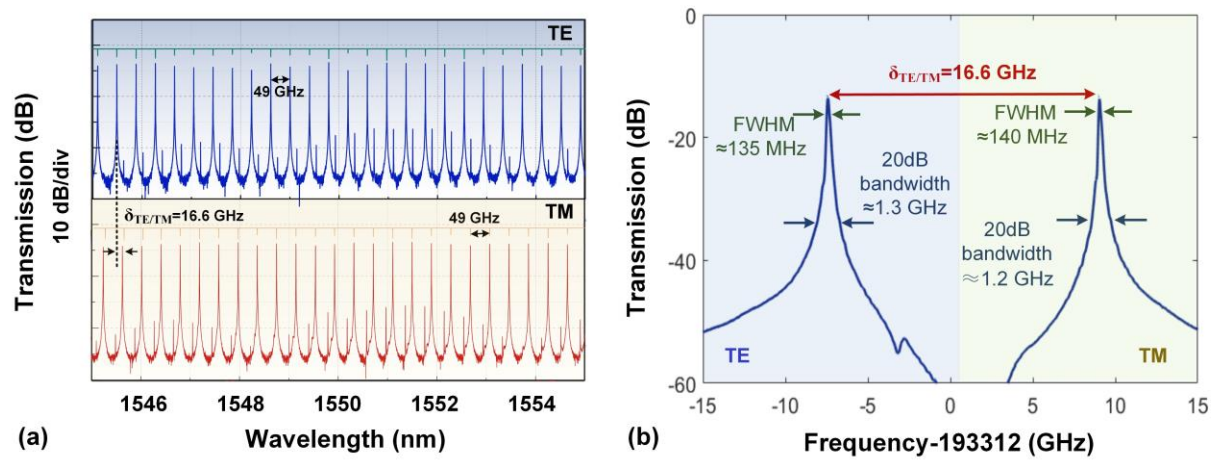 TE
49 GHz
δTE/TM=16.6 GHz
TM
49 GHz
Transmission (dB)
10 dB/div
1546 1548 1550 1552 1554
Wavelength (nm)
(a)
0
-20
-40
-60
Transmission (dB)
δTE/TM=16.6 GHz
FWHM
≈135 MHz
FWHM
≈140 MHz
20dB
bandwidth
≈1.3 GHz
20dB
bandwidth
≈1.2 GHz
TE
TM
-15 -10 -5 0 5 10 15
Frequency-193312 (GHz)
(b)